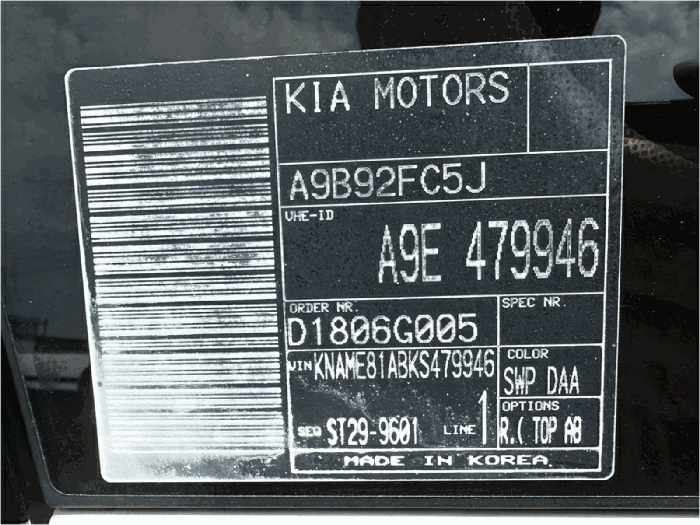 KIA MOTORS
A9B92FC5J
VHE-ID
A9E 479946
ORDER NR.
D1806G005
SPEC NR.
VIN KNAME81ABKS479946
COLOR
SWP DAA
OPTIONS
R.( TOP AB
SEQ ST29-9601 LINE 1
MADE IN KOREA